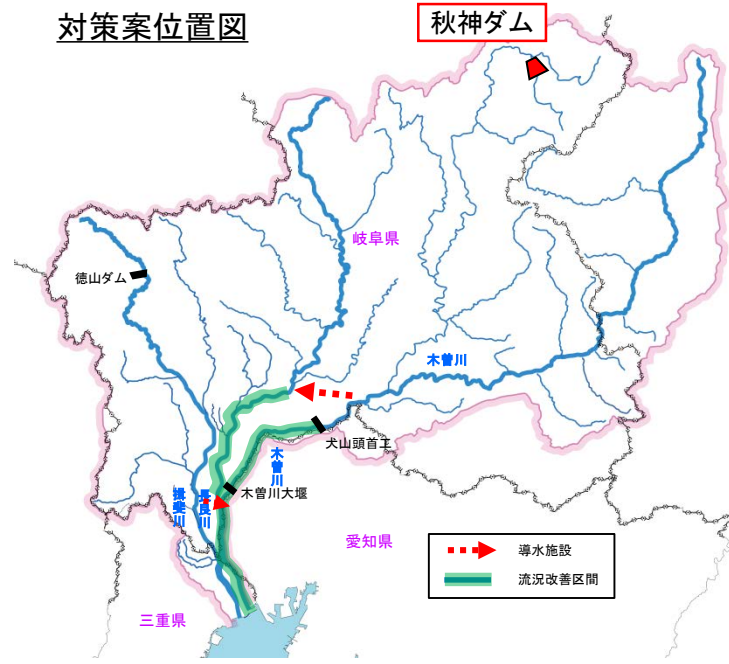 対策案位置図
秋神ダム
岐阜県
徳山ダム
木曽川
犬山頭首工
木曽川
木曽川大堰
揖斐川
長良川
愛知県
導水施設
流況改善区間
三重県